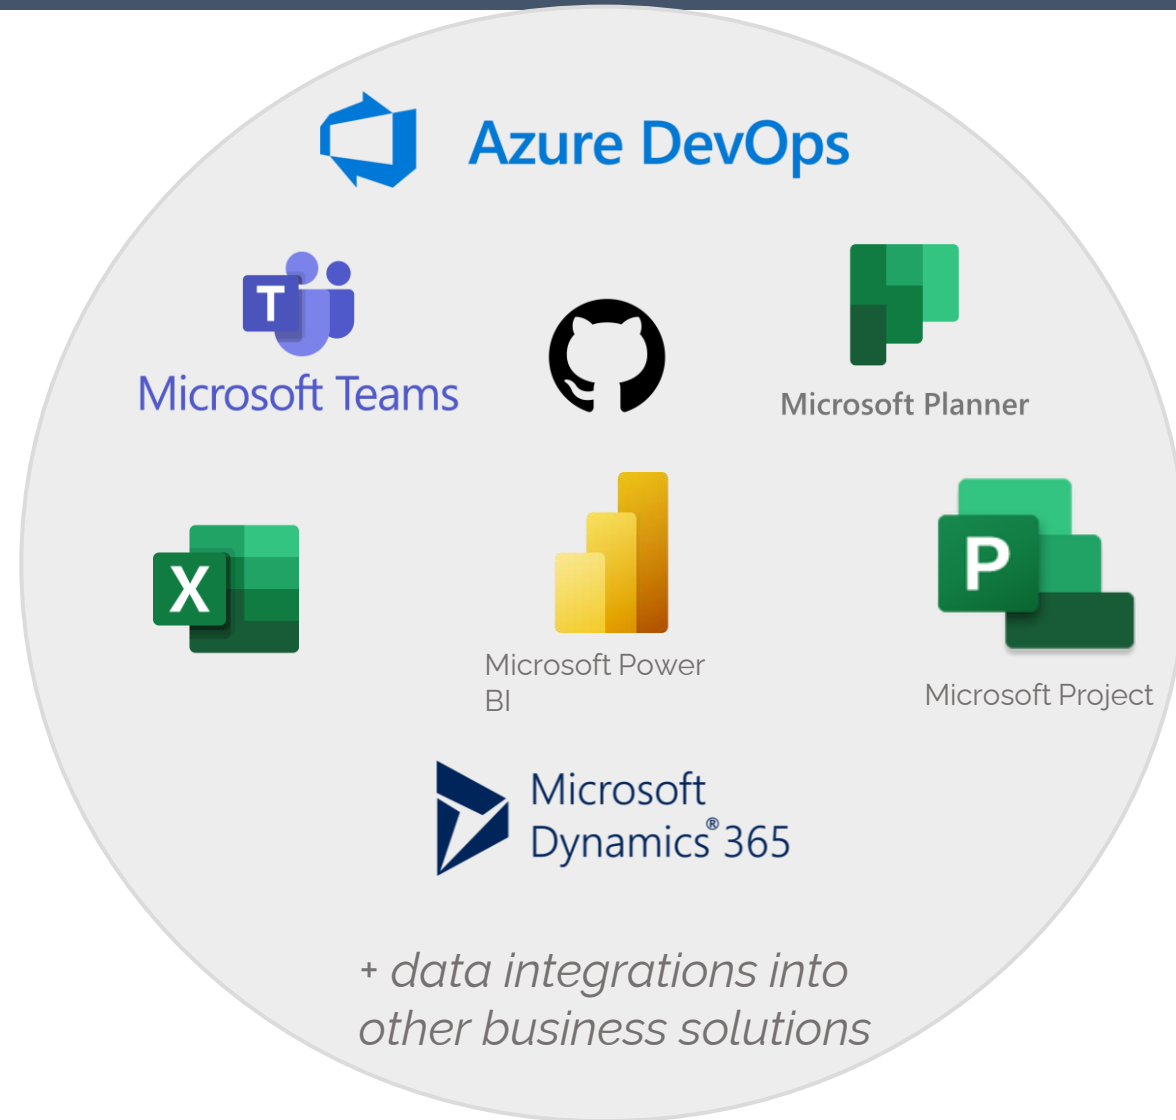 Azure DevOps
T
Microsoft Teams
Microsoft Planner
X
P
Microsoft Power
BI
Microsoft Project
Microsoft
Dynamics® 365
+ data integrations into
other business solutions